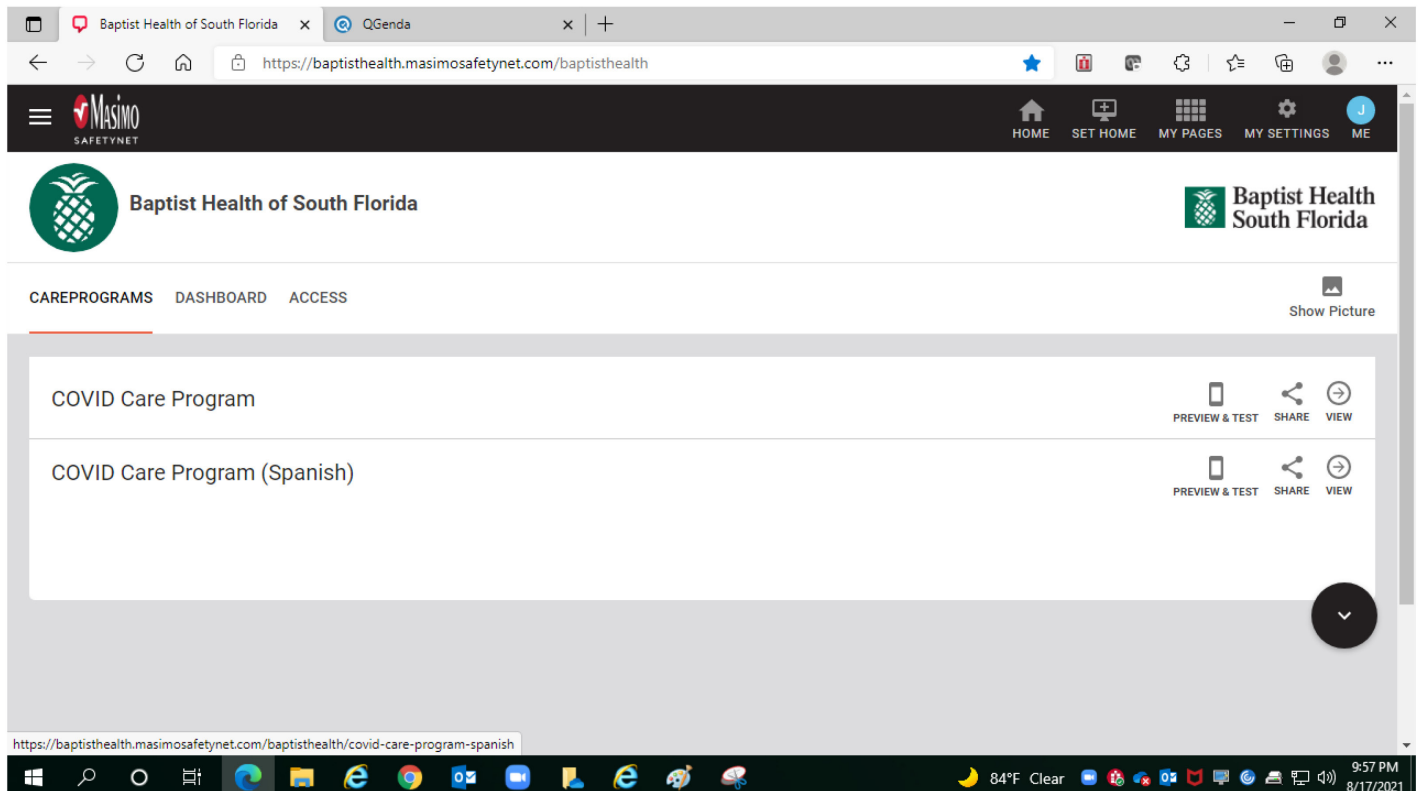 Baptist Health of South Florida
QGenda
https://baptisthealth.masimosafetynet.com/baptisthealth
Masimo
SAFETYNET
HOME
SET HOME
MY PAGES
MY SETTINGS
J
ME
Baptist Health of South Florida
Baptist Health
South Florida
CAREPROGRAMS
DASHBOARD
ACCESS
Show Picture
COVID Care Program
PREVIEW & TEST
SHARE
VIEW
COVID Care Program (Spanish)
PREVIEW & TEST
SHARE
VIEW
https://baptisthealth.masimosafetynet.com/baptisthealth/covid-care-program-spanish
84°F Clear
9:57 PM
8/17/2021